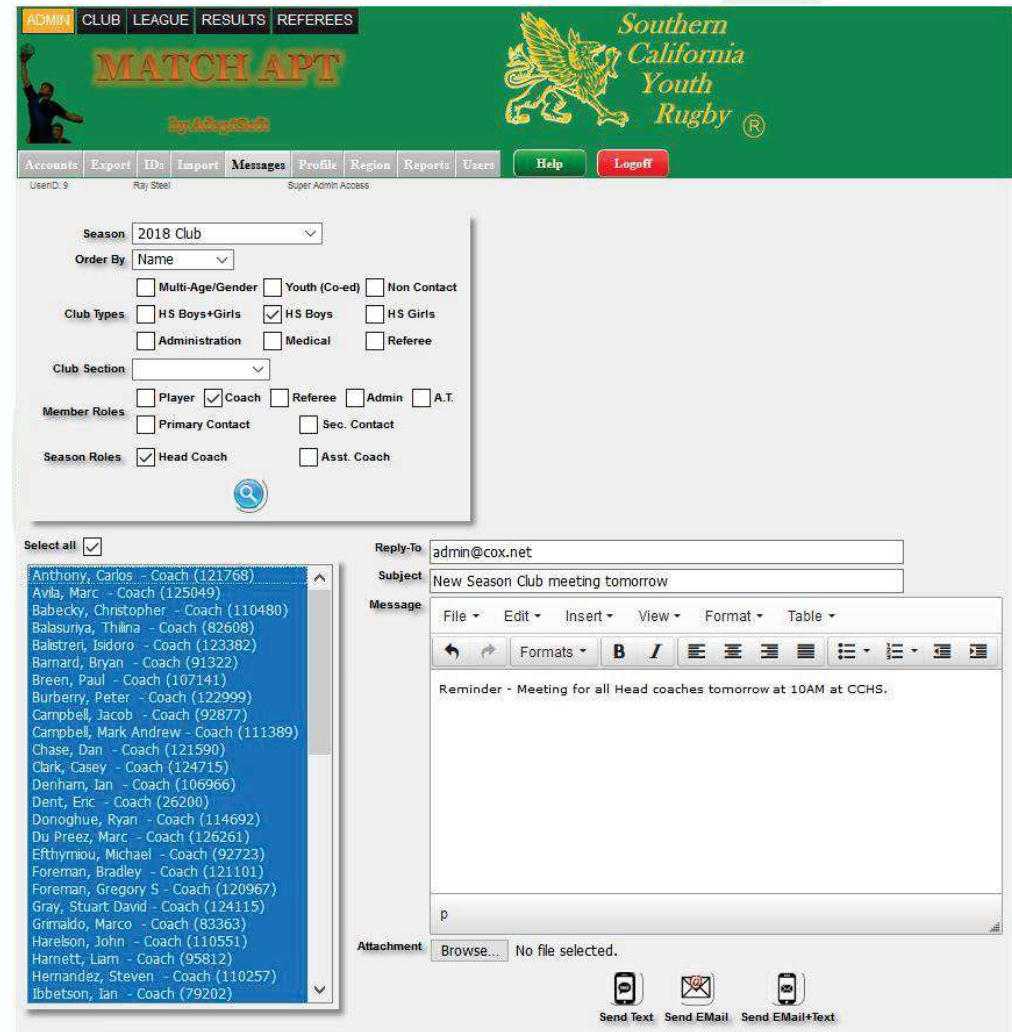 ADMIN CLUB LEAGUE RESULTS REFEREES
MATCH APT
by AdaptSoft
Southern
California
Youth
Rugby ®
Accounts Export IDs Import Messages Profile Region Reports Users Help Logoff
UserID: 9 Ray Steel Super Admin Access
Season 2018 Club
Order By Name
Multi-Age/Gender Youth (Co-ed) Non Contact
Club Types HS Boys+Girls HS Boys HS Girls
Administration Medical Referee
Club Section
Player Coach Referee Admin A.T.
Member Roles
Primary Contact Sec. Contact
Season Roles Head Coach Asst. Coach
Select all
Anthony, Carlos - Coach (121768)
Avila, Marc - Coach (125049)
Babecky, Christopher - Coach (110480)
Balasuriya, Thilina - Coach (82608)
Balistreri, Isidoro - Coach (123382)
Barnard, Bryan - Coach (91322)
Breen, Paul - Coach (107141)
Burberry, Peter - Coach (122999)
Campbell, Jacob - Coach (92877)
Campbell, Mark Andrew - Coach (111389)
Chase, Dan - Coach (121590)
Clark, Casey - Coach (124715)
Denham, Ian - Coach (106966)
Dent, Eric - Coach (26200)
Donoghue, Ryan - Coach (114692)
Du Preez, Marc - Coach (126261)
Efthymiou, Michael - Coach (92723)
Foreman, Bradley - Coach (121101)
Foreman, Gregory S - Coach (120967)
Gray, Stuart David - Coach (124115)
Grimaldo, Marco - Coach (83363)
Harelson, John - Coach (110551)
Harnett, Liam - Coach (95812)
Hernandez, Steven - Coach (110257)
Ibbetson, Ian - Coach (79202)
Reply-To admin@cox.net
Subject New Season Club meeting tomorrow
Message File Edit Insert View Format Table
Formats B I
Reminder - Meeting for all Head coaches tomorrow at 10AM at CCHS.
p
Attachment Browse... No file selected.
Send Text Send EMail Send EMail+Text